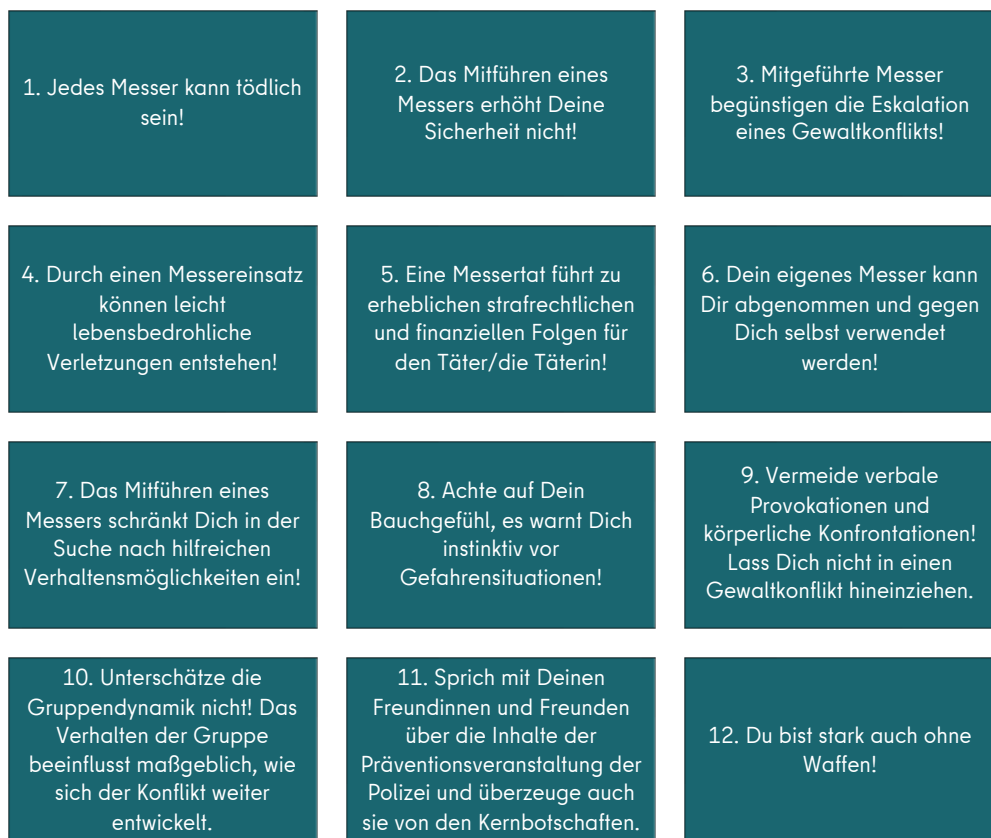 1. Jedes Messer kann tödlich
sein!
2. Das Mitführen eines
Messers erhöht Deine
Sicherheit nicht!
3. Mitgeführte Messer
begünstigen die Eskalation
eines Gewaltkonflikts!
4. Durch einen Messereinsatz
können leicht
lebensbedrohliche
Verletzungen entstehen!
5. Eine Messertat führt zu
erheblichen strafrechtlichen
und finanziellen Folgen für
den Täter/die Täterin!
6. Dein eigenes Messer kann
Dir abgenommen und gegen
Dich selbst verwendet
werden!
7. Das Mitführen eines
Messers schränkt Dich in der
Suche nach hilfreichen
Verhaltensmöglichkeiten ein!
8. Achte auf Dein
Bauchgefühl, es warnt Dich
instinktiv vor
Gefahrensituationen!
9. Vermeide verbale
Provokationen und
körperliche Konfrontationen!
Lass Dich nicht in einen
Gewaltkonflikt hineinziehen.
10. Unterschätze die
Gruppendynamik nicht! Das
Verhalten der Gruppe
beeinflusst maßgeblich, wie
sich der Konflikt weiter
entwickelt.
11. Sprich mit Deinen
Freundinnen und Freunden
über die Inhalte der
Präventionsveranstaltung der
Polizei und überzeuge auch
sie von den Kernbotschaften.
12. Du bist stark auch ohne
Waffen!